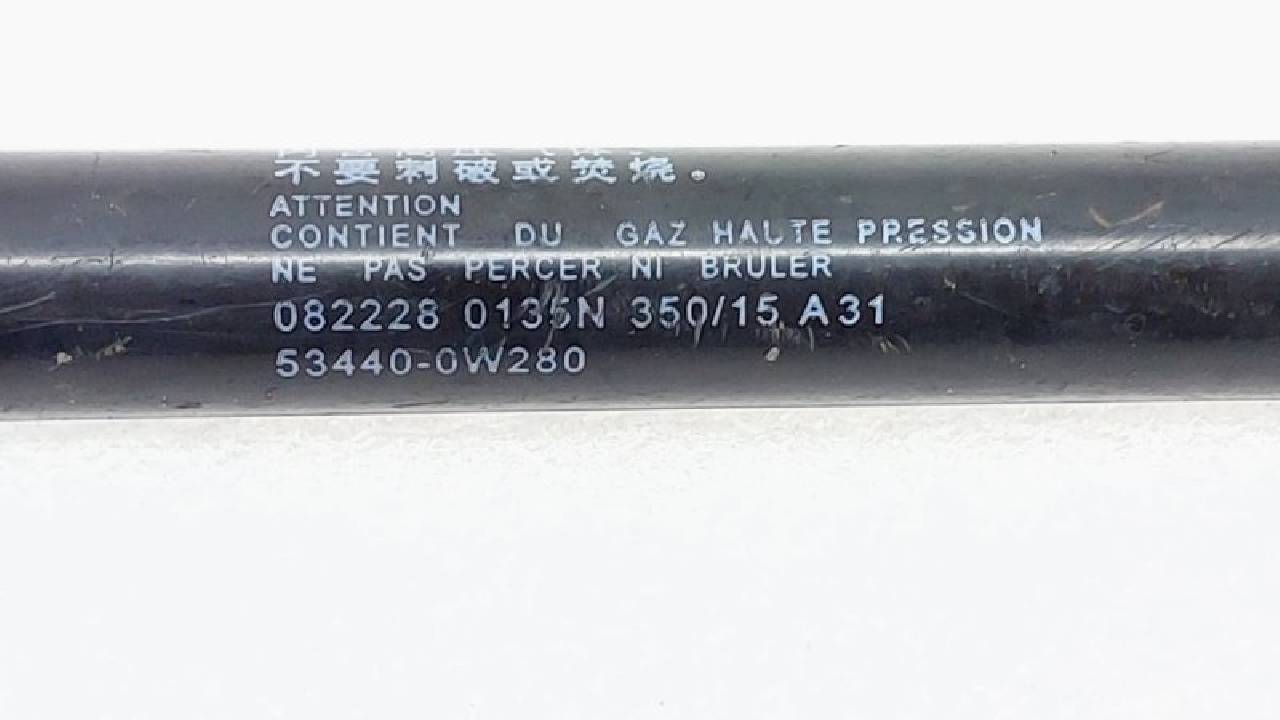 不要刺破或焚烧。
ATTENTION
CONTIENT DU GAZ HAUTE PRESSION
NE PAS PERCER NI BRULER
082228 0135N 350/15 A31
53440-0W280